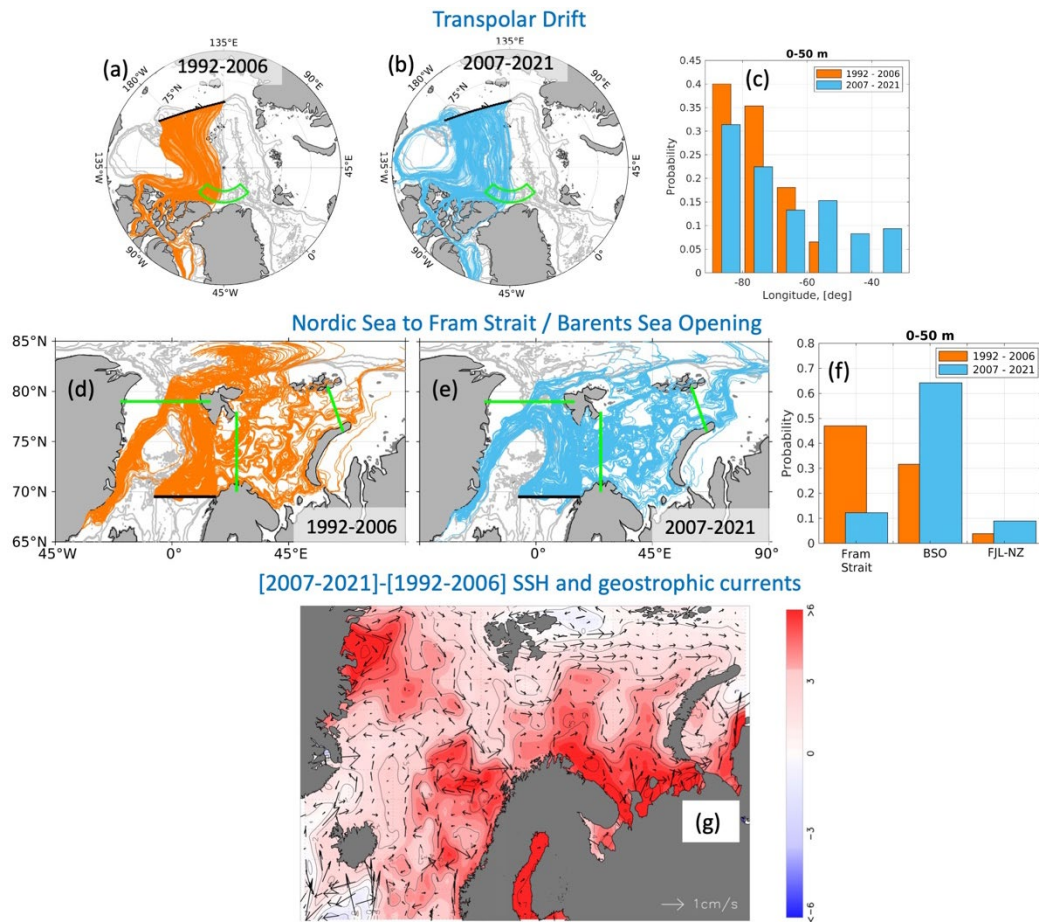 Transpolar Drift
(a)
1992-2006
135°E
90°E
45°E
0°
45°W
90°W
135°W
180°W
75°N
(b)
2007-2021
135°E
90°E
45°E
0°
45°W
90°W
135°W
180°W
75°N
0-50 m
(c)
1992 - 2006
2007 - 2021
Probability
0.45
0.4
0.35
0.3
0.25
0.2
0.15
0.1
0.05
0
-80 -60 -40
Longitude, [deg]
Nordic Sea to Fram Strait / Barents Sea Opening
85°N
80°N
75°N
70°N
65°N
(d)
1992-2006
45°W 0° 45°E
(e)
2007-2021
0° 45°E 90°E
0-50 m
(f)
1992 - 2006
2007 - 2021
Probability
0.8
0.7
0.6
0.5
0.4
0.3
0.2
0.1
0
Fram
Strait
BSO
FJL-NZ
[2007-2021]-[1992-2006] SSH and geostrophic currents
(g)
1cm/s
>6
3
0
−3
<−6